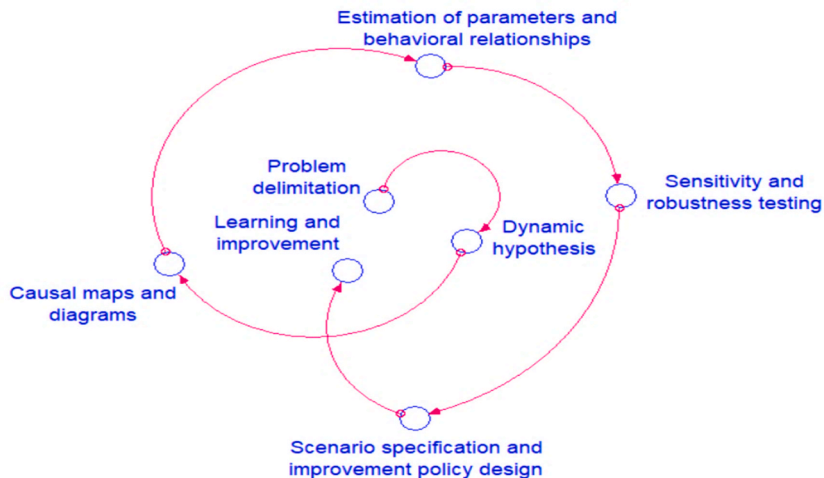 Estimation of parameters and
behavioral relationships
Problem
delimitation
Sensitivity and
robustness testing
Learning and
improvement
Dynamic
hypothesis
Causal maps and
diagrams
Scenario specification and
improvement policy design